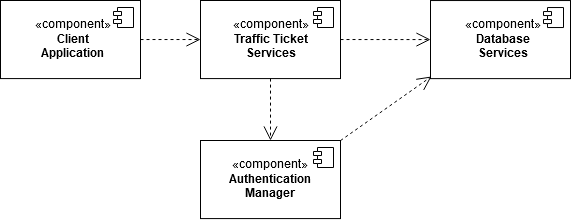 «component»
Client
Application
«component»
Traffic Ticket
Services
«component»
Database
Services
«component»
Authentication
Manager